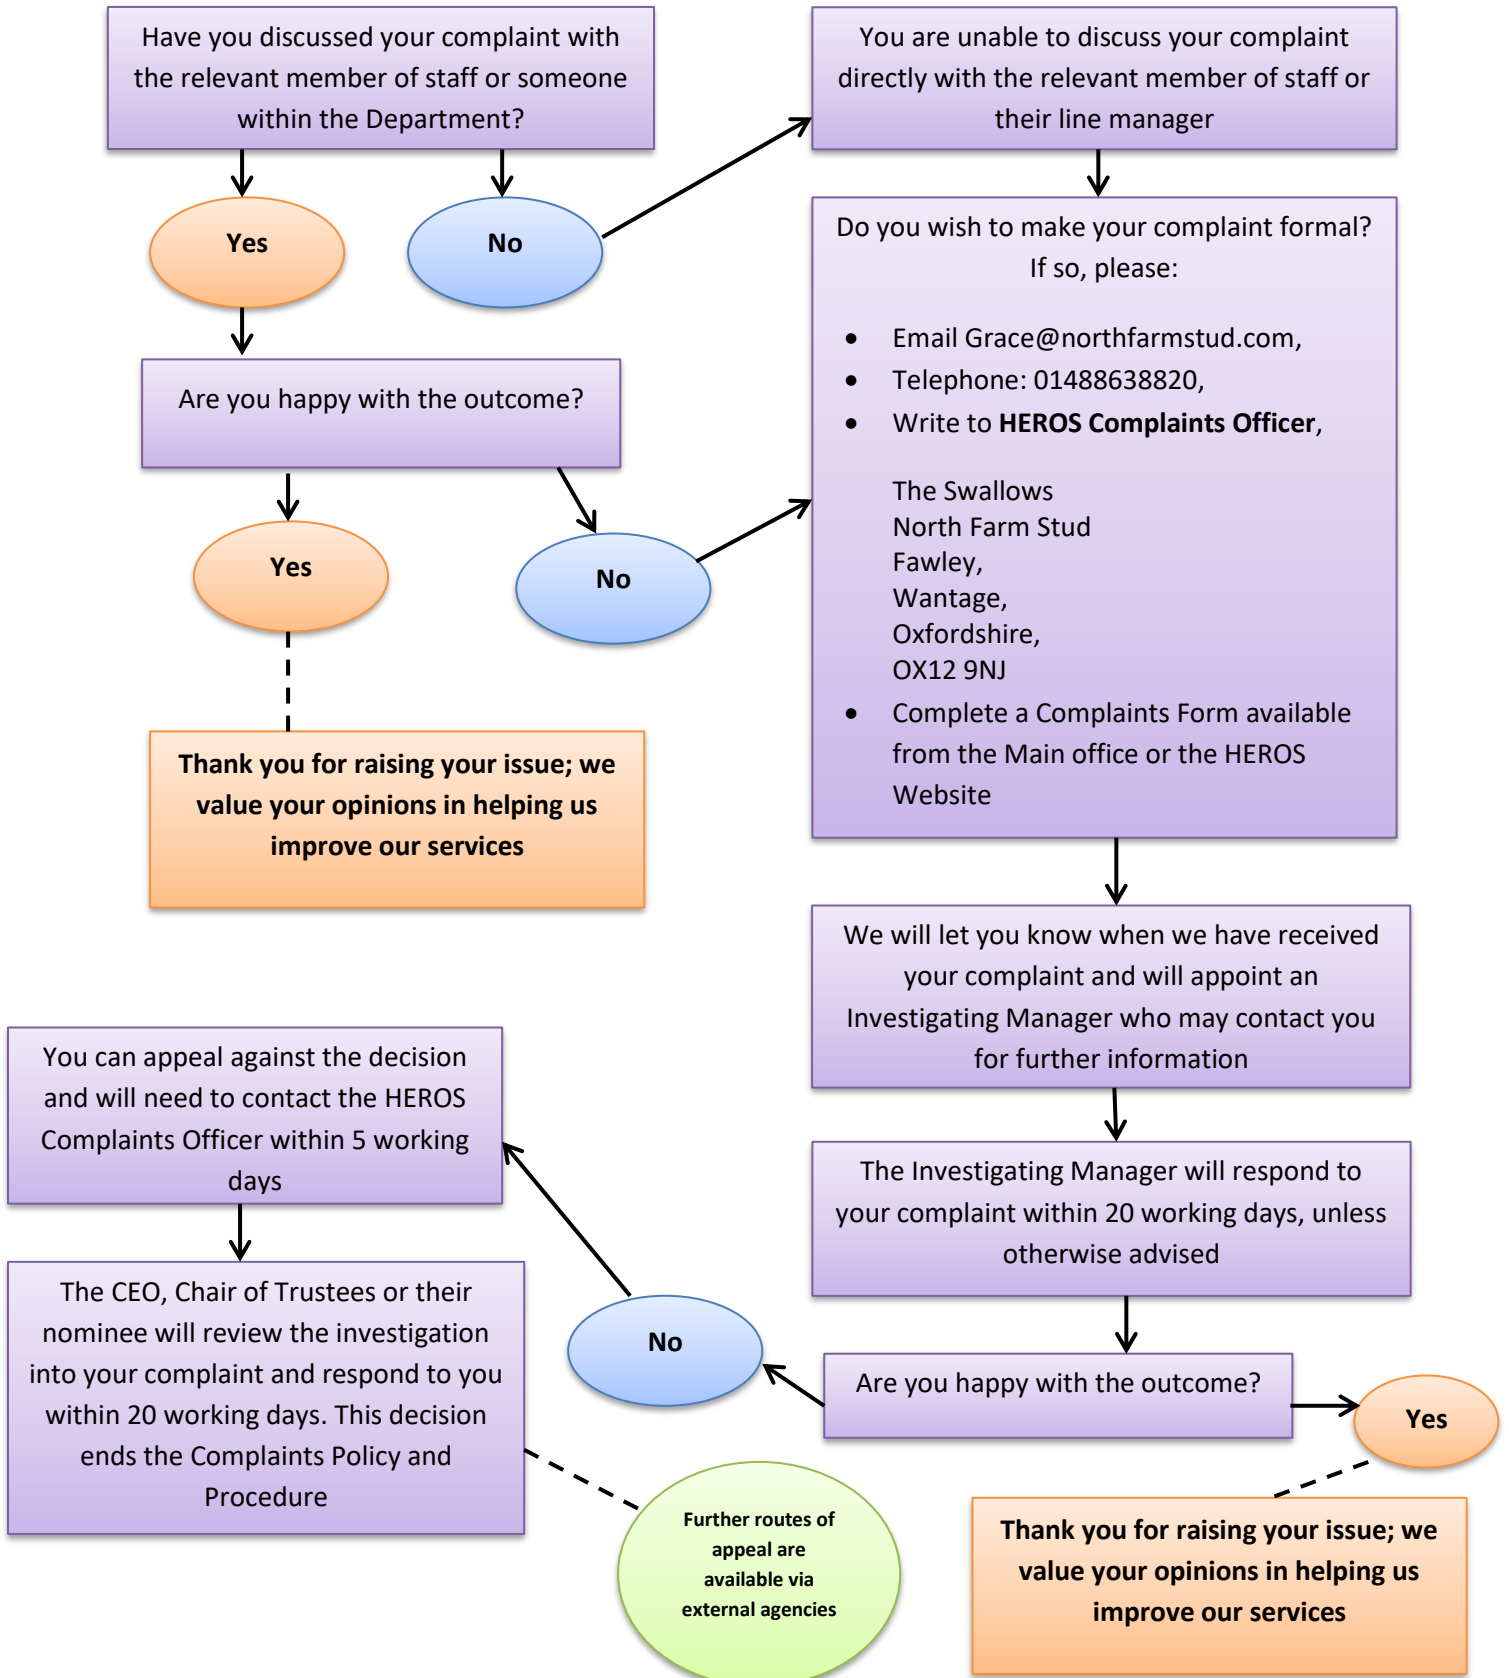 Have you discussed your complaint with
the relevant member of staff or someone
within the Department?
You are unable to discuss your complaint
directly with the relevant member of staff or
their line manager
Yes
No
Do you wish to make your complaint formal?
If so, please:
• Email Grace@northfarmstud.com,
• Telephone: 01488638820,
• Write to HEROS Complaints Officer,
The Swallows
North Farm Stud
Fawley,
Wantage,
Oxfordshire,
OX12 9NJ
• Complete a Complaints Form available
from the Main office or the HEROS
Website
Are you happy with the outcome?
Yes
No
Thank you for raising your issue; we
value your opinions in helping us
improve our services
We will let you know when we have received
your complaint and will appoint an
Investigating Manager who may contact you
for further information
The Investigating Manager will respond to
your complaint within 20 working days, unless
otherwise advised
Are you happy with the outcome?
No
Yes
You can appeal against the decision
and will need to contact the HEROS
Complaints Officer within 5 working
days
The CEO, Chair of Trustees or their
nominee will review the investigation
into your complaint and respond to you
within 20 working days. This decision
ends the Complaints Policy and
Procedure
Further routes of
appeal are
available via
external agencies
Thank you for raising your issue; we
value your opinions in helping us
improve our services